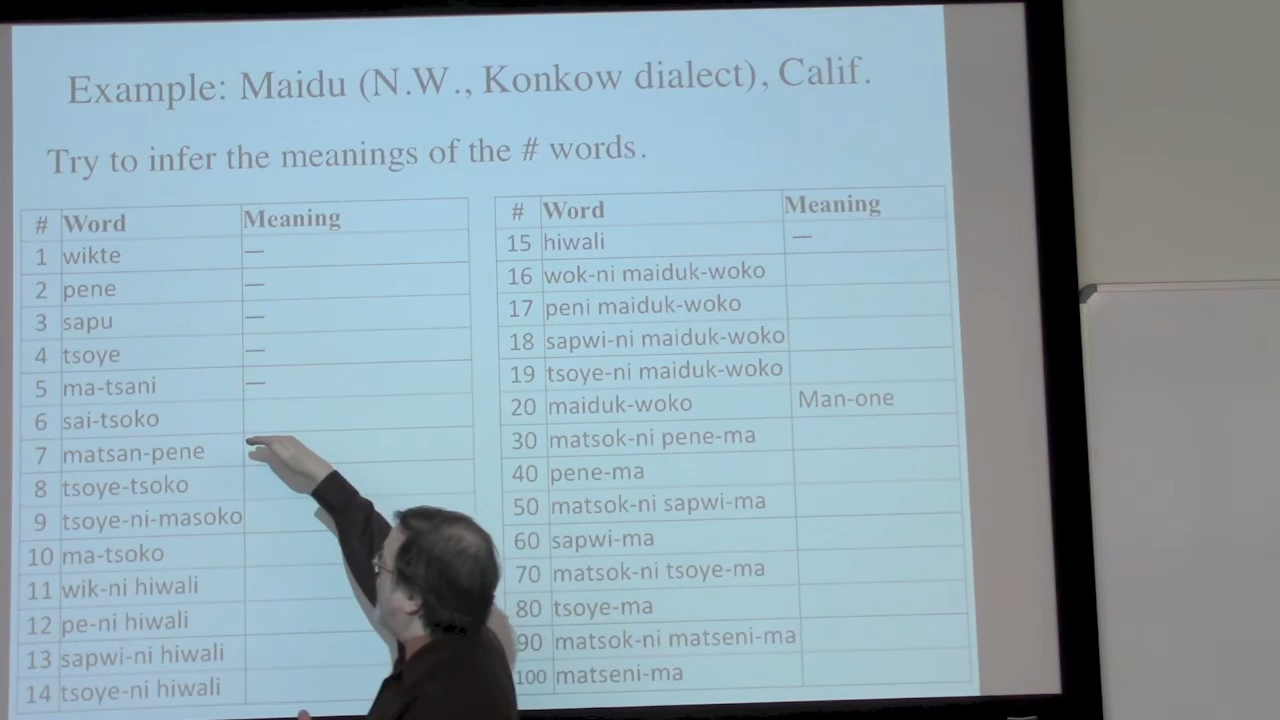 Example: Maidu (N.W., Konkow dialect), Calif.
Try to infer the meanings of the # words.
# Word Meaning
1 wikte —
2 pene —
3 sapu —
4 tsoye —
5 ma-tsani —
6 sai-tsoko
7 matsan-pene
8 tsoye-tsoko
9 tsoye-ni-masoko
10 ma-tsoko
11 wik-ni hiwali
12 pe-ni hiwali
13 sapwi-ni hiwali
14 tsoye-ni hiwali
# Word Meaning
15 hiwali —
16 wok-ni maiduk-woko
17 peni maiduk-woko
18 sapwi-ni maiduk-woko
19 tsoye-ni maiduk-woko
20 maiduk-woko Man-one
30 matsok-ni pene-ma
40 pene-ma
50 matsok-ni sapwi-ma
60 sapwi-ma
70 matsok-ni tsoye-ma
80 tsoye-ma
90 matsok-ni matseni-ma
100 matseni-ma